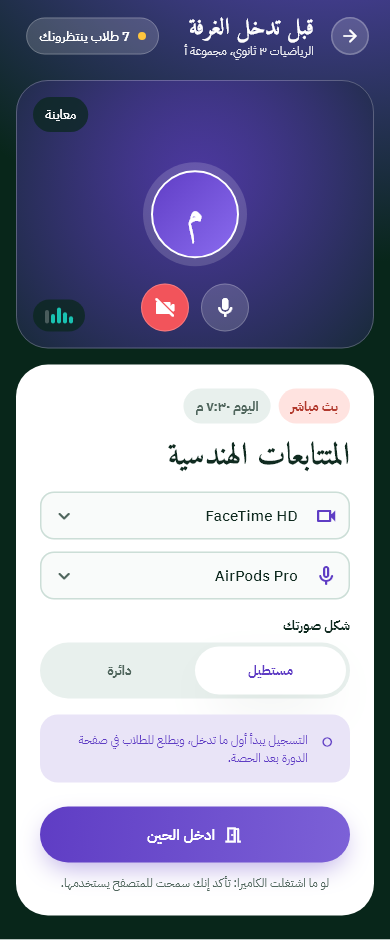 قبل تدخل الغرفة
الرياضيات ٣ ثانوي، مجموعة أ
7 طلاب ينتظرونك
معاينة
م
بث مباشر
اليوم ٧:٣٠ م
المتتابعات الهندسية
FaceTime HD
AirPods Pro
شكل صورتك
مستطيل
دائرة
التسجيل يبدأ أول ما تدخل، ويطلع للطلاب في صفحة
الدورة بعد الحصة.
ادخل الحين
لو ما اشتغلت الكاميرا: تأكد إنك سمحت للمتصفح يستخدمها.